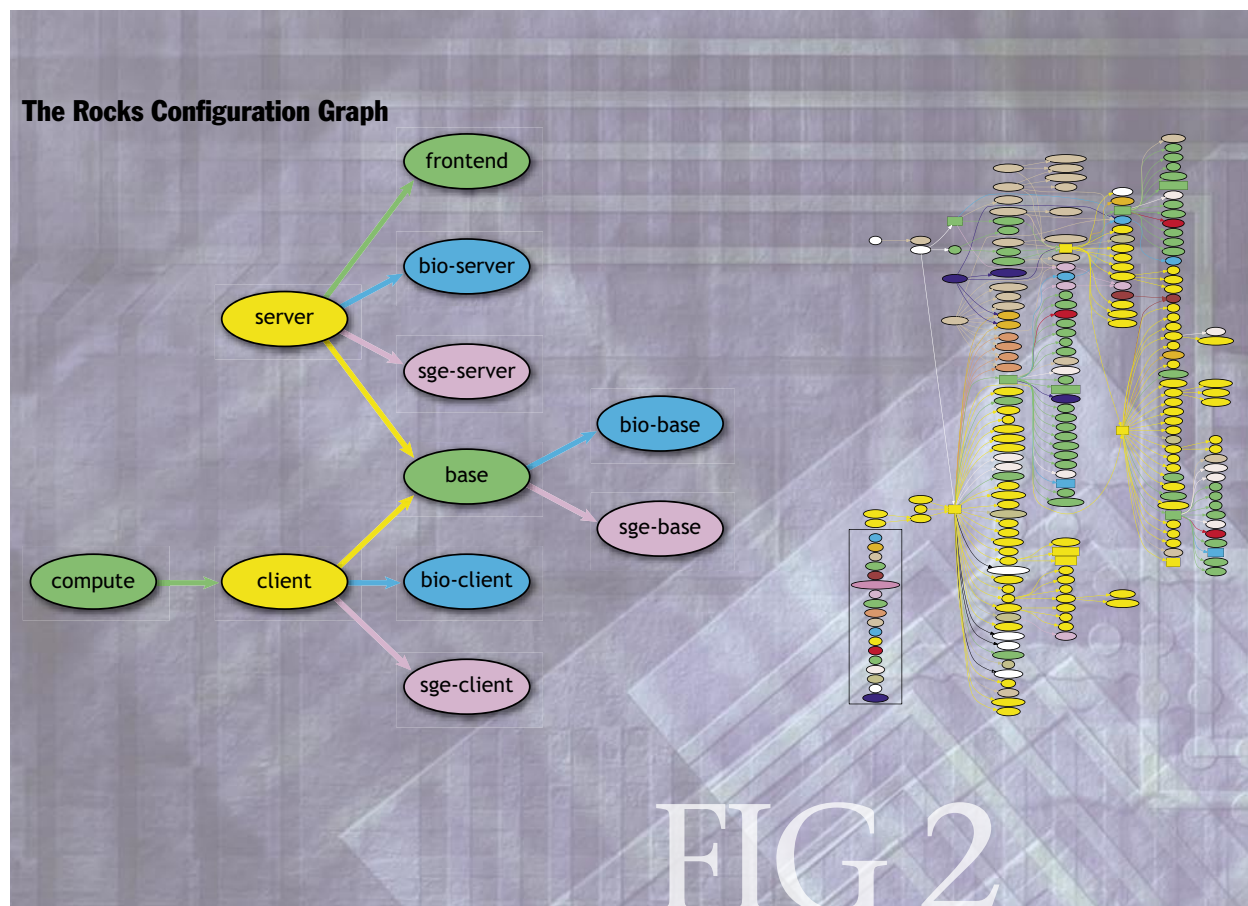 The Rocks Configuration Graph
frontend
bio-server
server
sge-server
bio-base
base
sge-base
compute
client
bio-client
sge-client
FIG 2